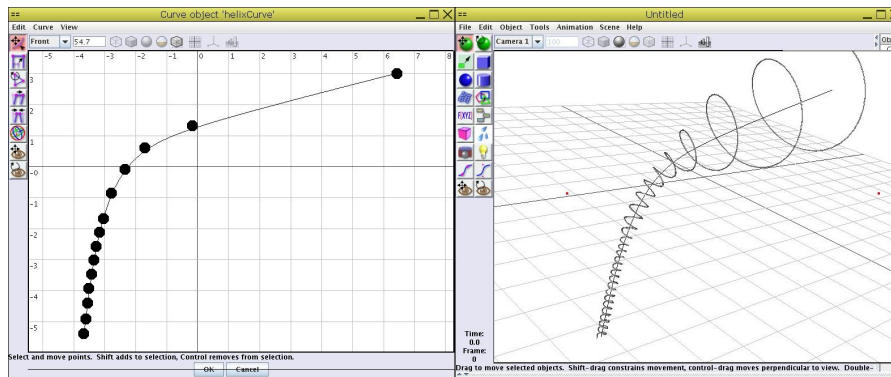 Curve object 'helixCurve'
Edit Curve View
Front 54.7
-5 -4 -3 -2 -1 0 1 2 3 4 5 6 7 8
3
2
1
-0
-1
-2
-3
-4
-5
Select and move points. Shift adds to selection, Control removes from selection.
OK Cancel
Untitled
File Edit Object Tools Animation Scene Help
Camera 1 100
Ob
F(XYZ)
Time:
0.0
Frame:
0
Drag to move selected objects. Shift-drag constrains movement, control-drag moves perpendicular to view. Double-